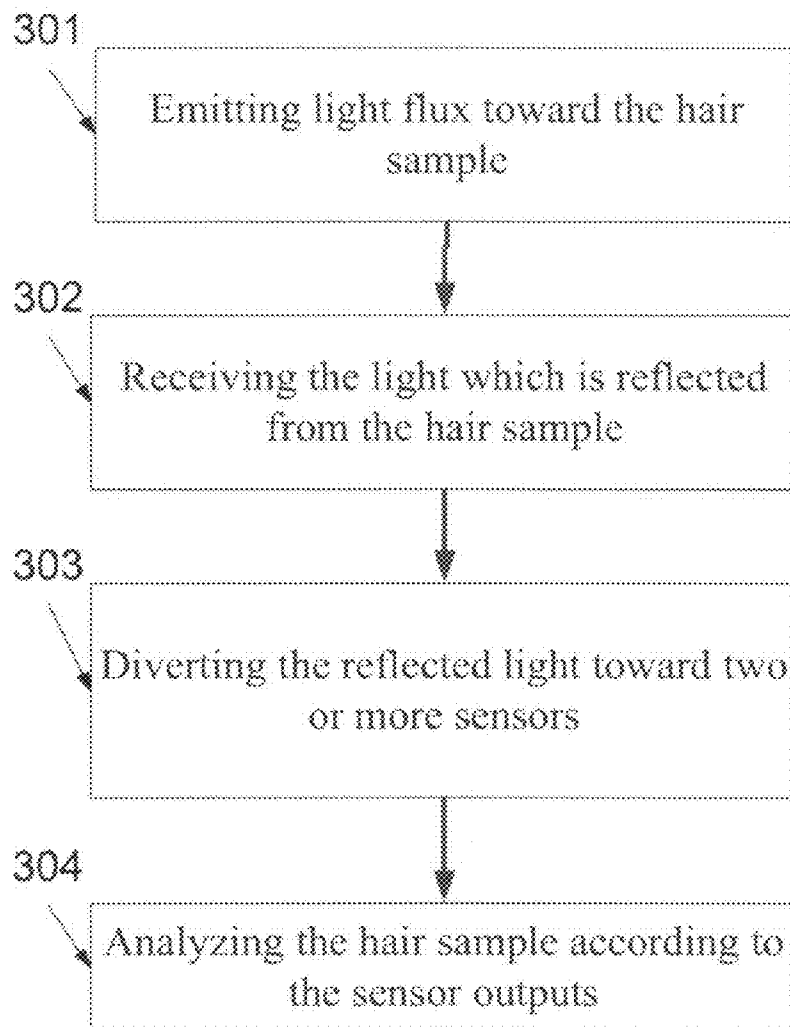 301
Emitting light flux toward the hair
sample
302
Receiving the light which is reflected
from the hair sample
303
Diverting the reflected light toward two
or more sensors
304
Analyzing the hair sample according to
the sensor outputs